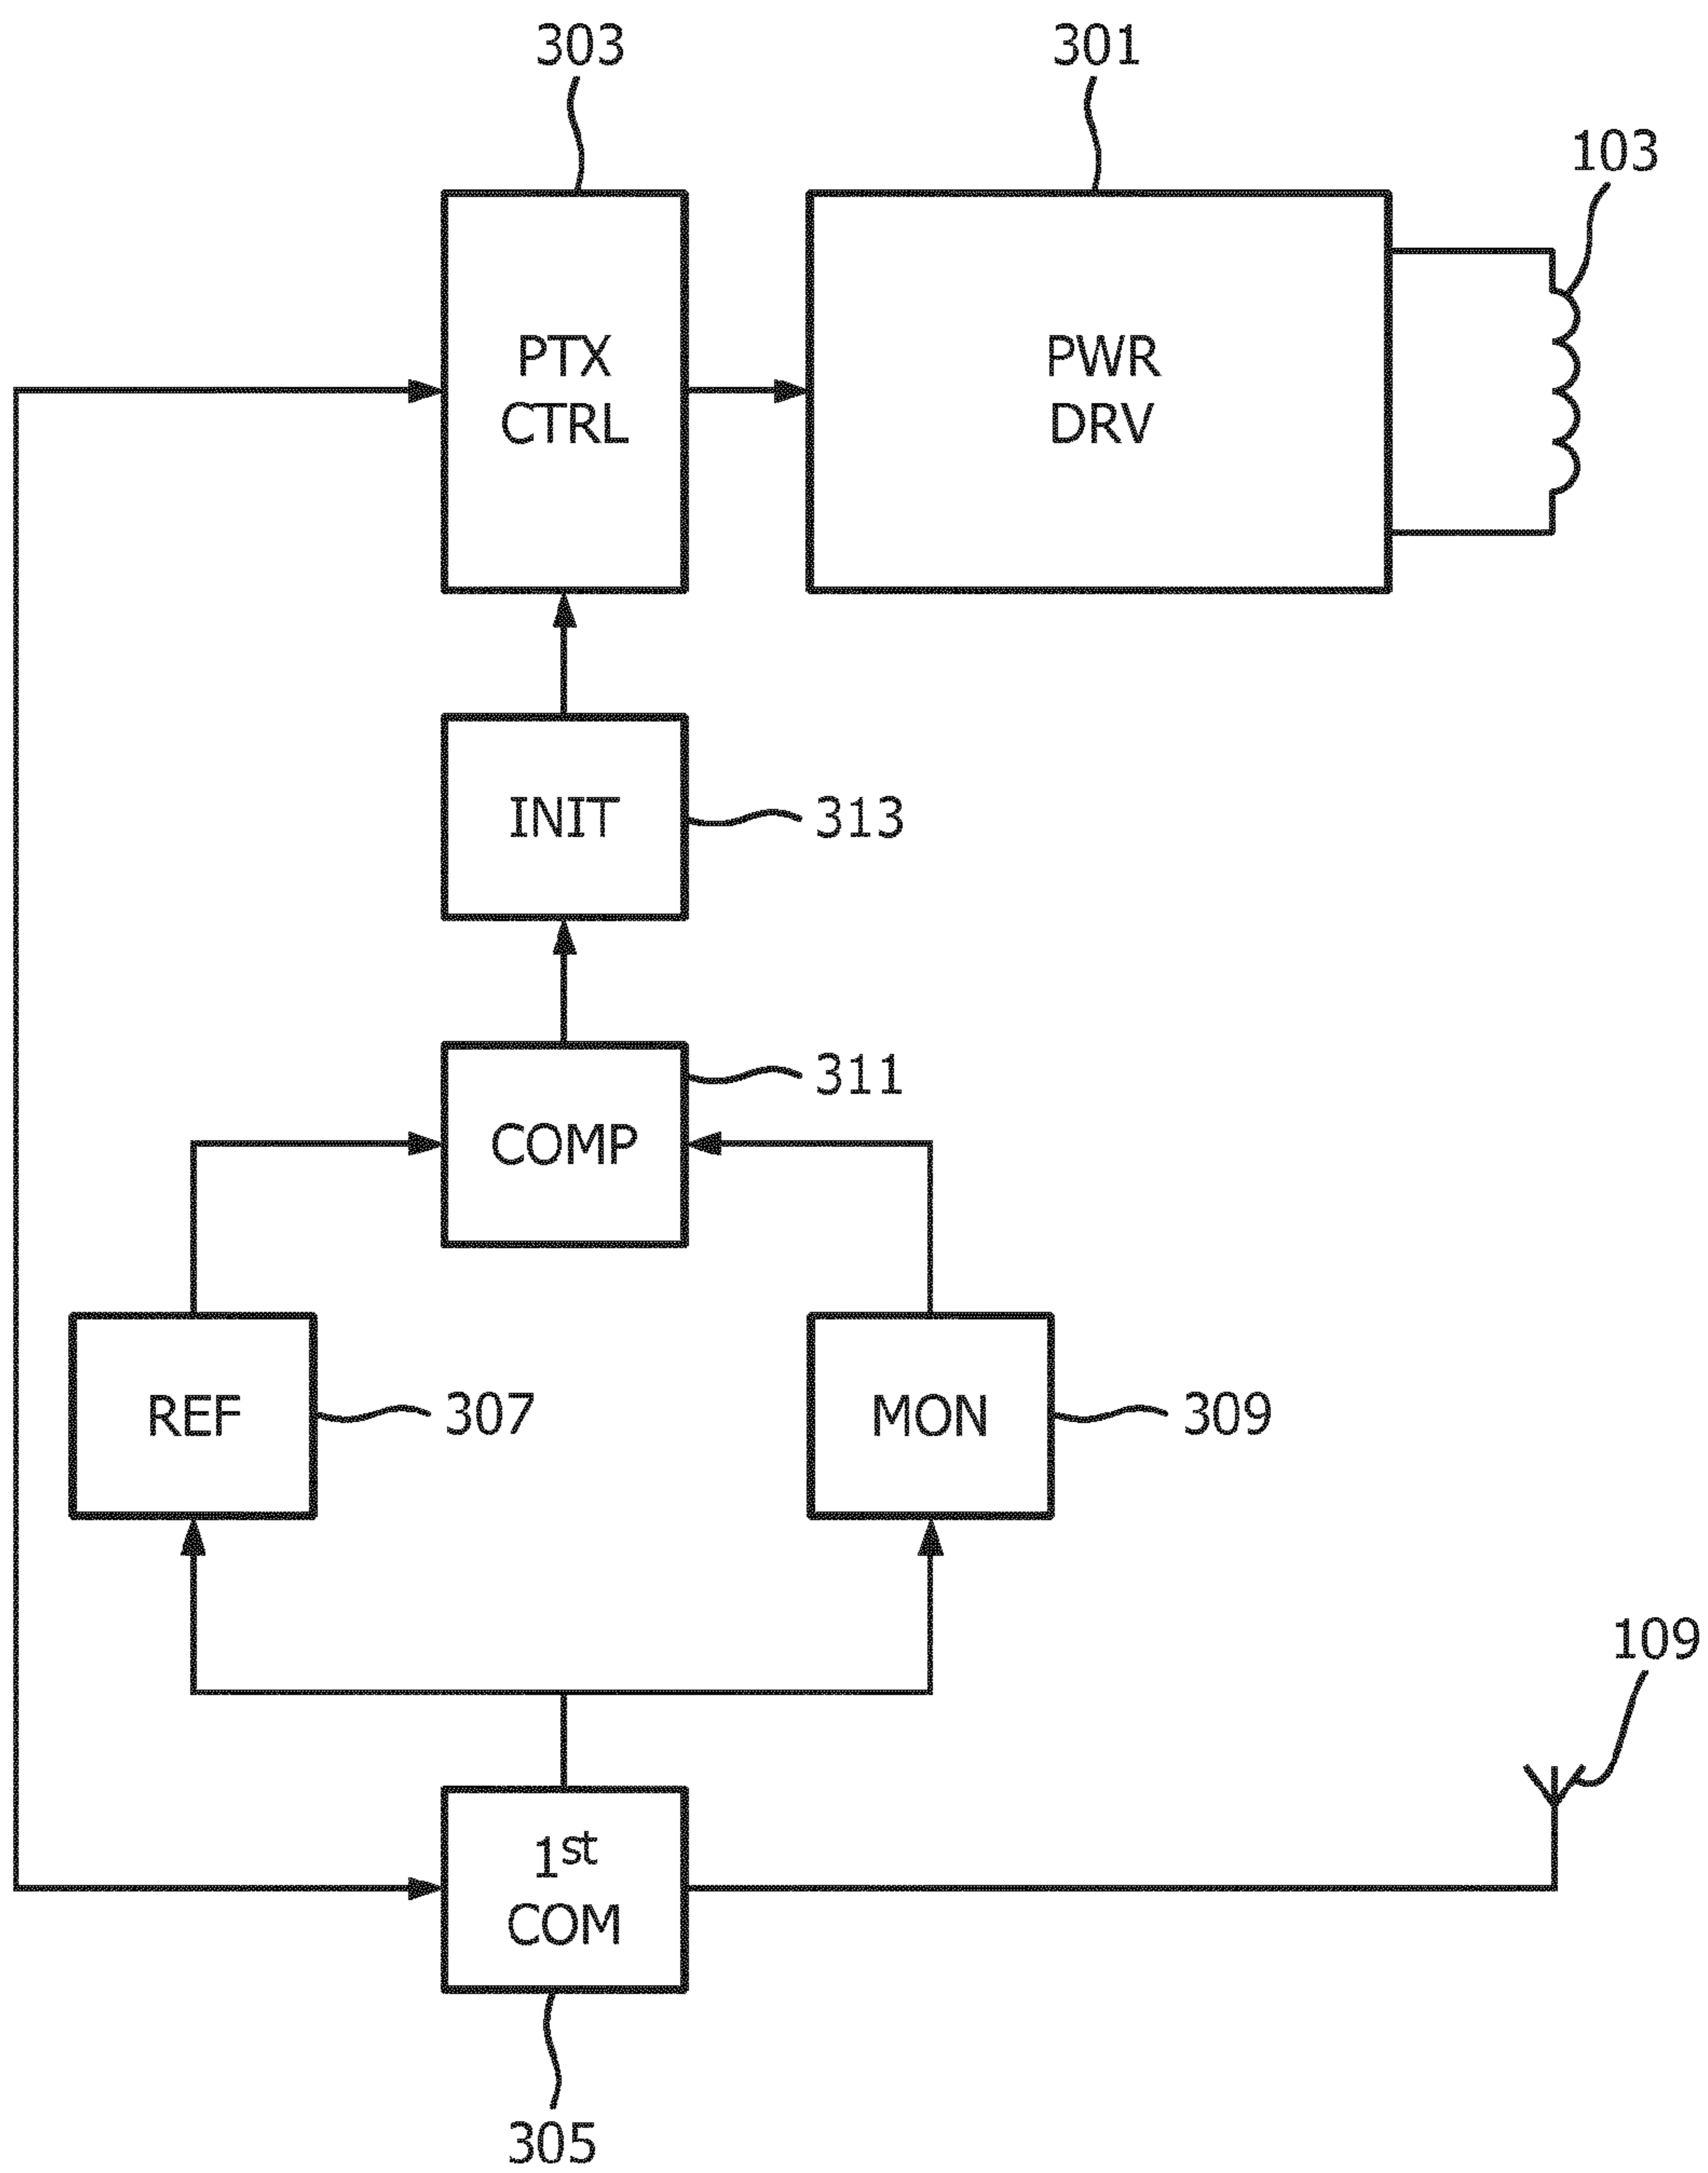 303
301
103
PTX
CTRL
PWR
DRV
INIT
313
311
COMP
REF
307
MON
309
109
1st
COM
305